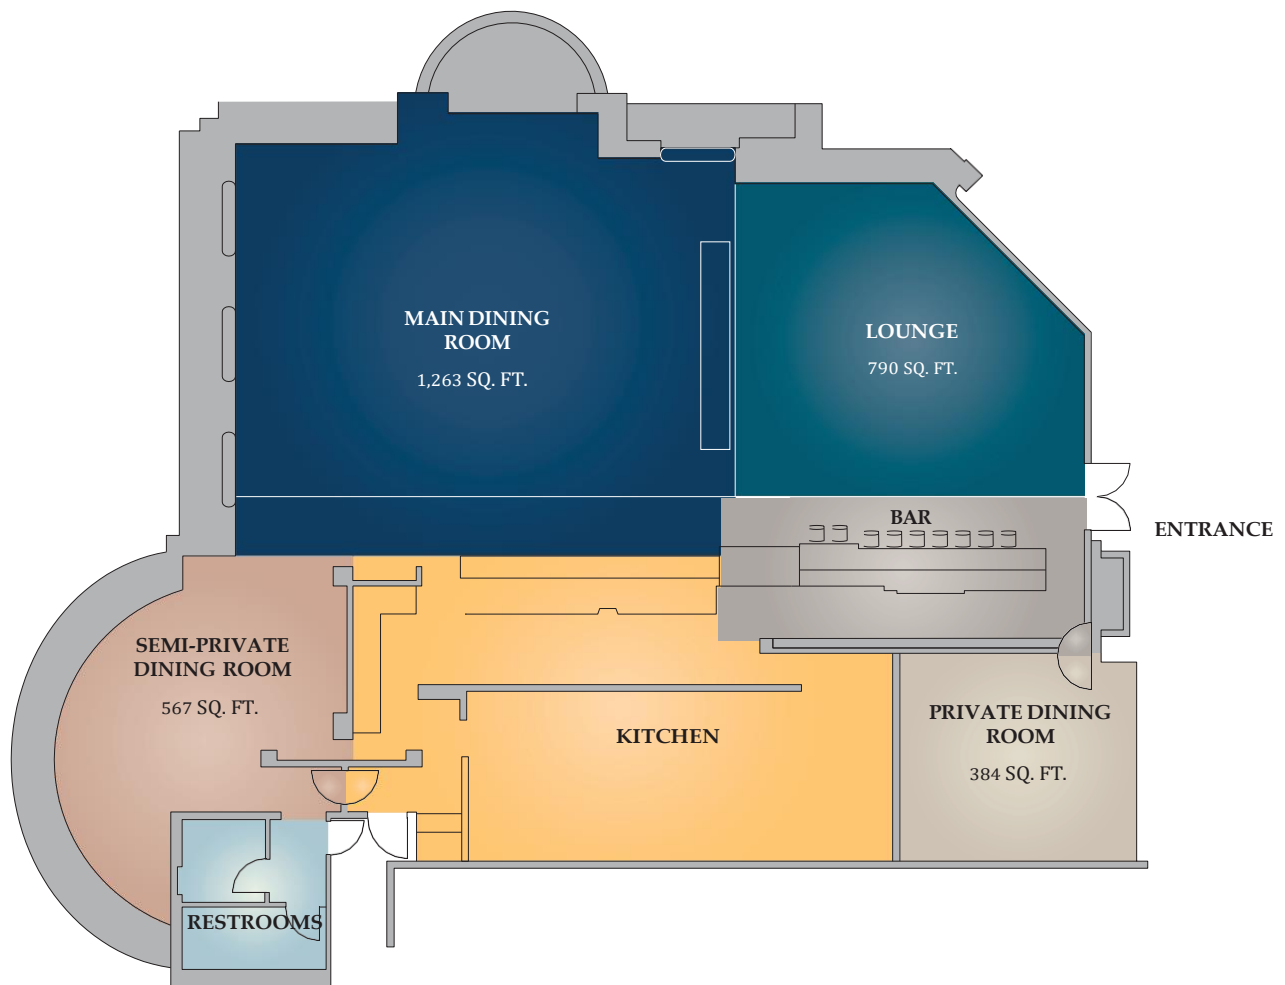 MAIN DINING
ROOM
1,263 SQ. FT.
LOUNGE
790 SQ. FT.
BAR
ENTRANCE
SEMI-PRIVATE
DINING ROOM
567 SQ. FT.
KITCHEN
PRIVATE DINING
ROOM
384 SQ. FT.
RESTROOMS